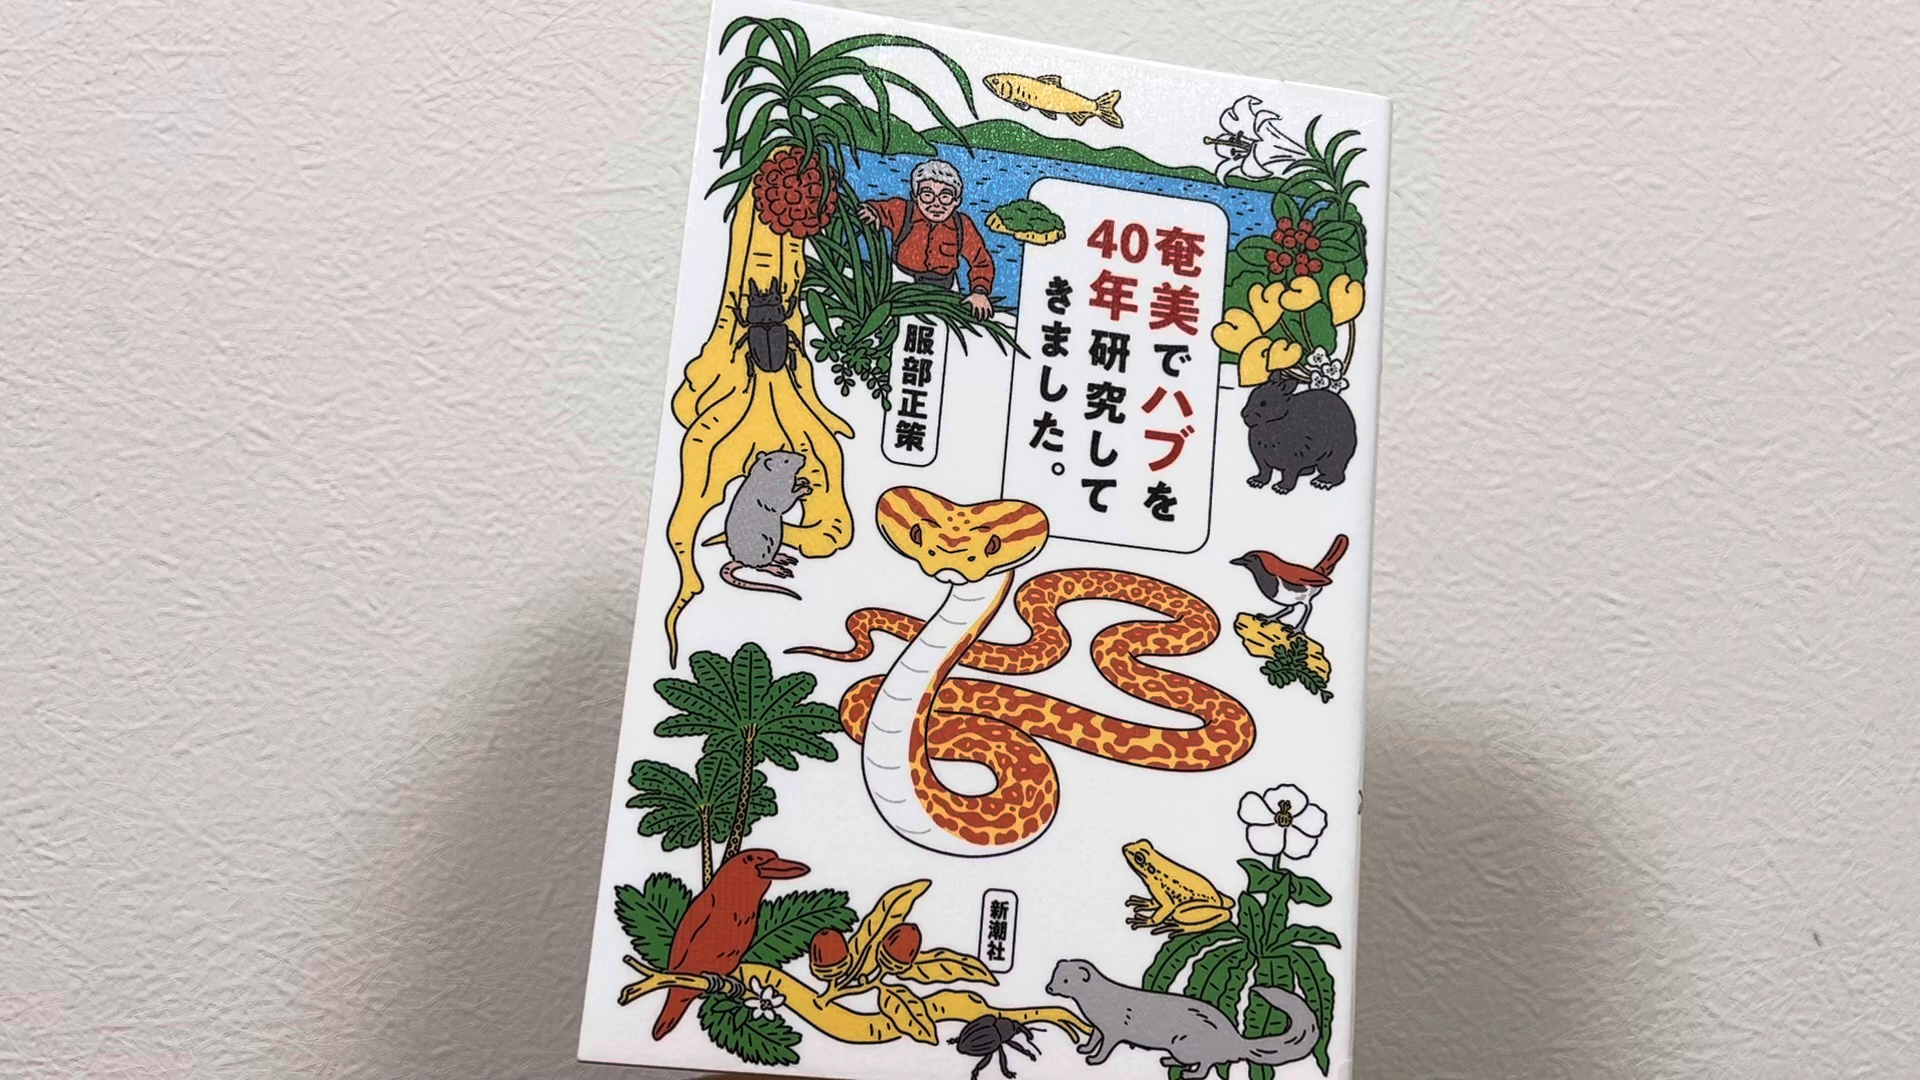 奄美でハブを
40年研究して
きました。
服部正策
新潮社